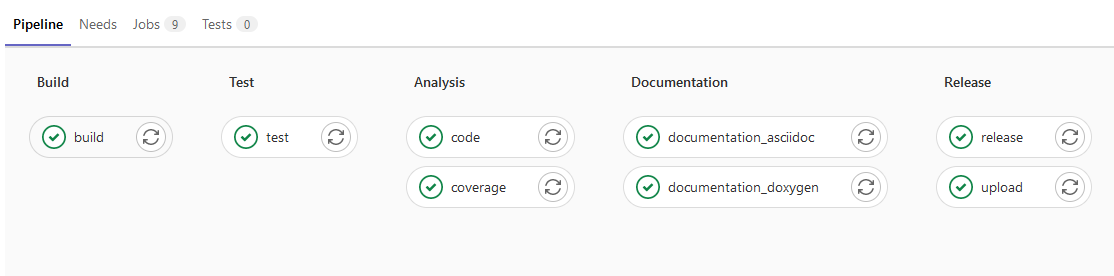 Pipeline Needs Jobs 9 Tests 0
Build Test Analysis Documentation Release
build test code documentation_asciidoc release
coverage documentation_doxygen upload